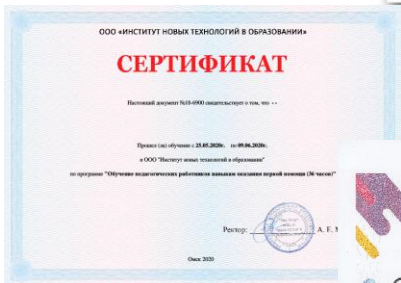 ООО «ИНСТИТУТ НОВЫХ ТЕХНОЛОГИЙ В ОБРАЗОВАНИИ»
СЕРТИФИКАТ
Настоящий документ №10-6900 свидетельствует о том, что - -
Прошел (ла) обучение с 25.05.2020г. по 09.06.2020г.
в ООО "Институт новых технологий в образовании"
по программе "Обучение педагогических работников навыкам оказания первой помощи (36 часов)"
Ректор: А. Е.
Омск 2020